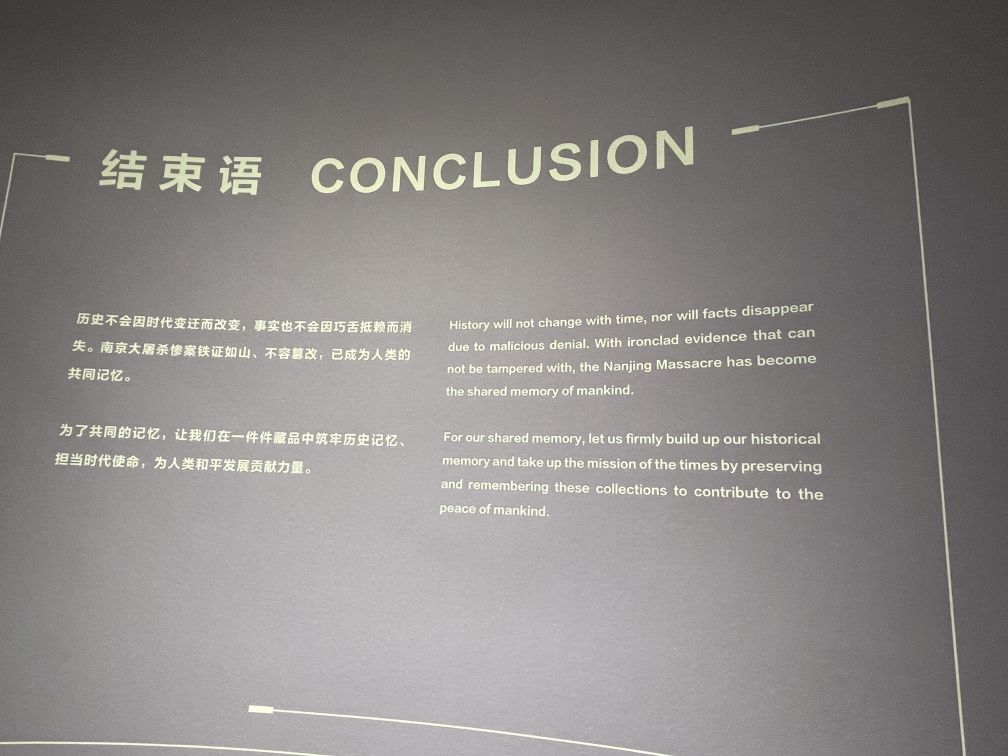 结束语 CONCLUSION
历史不会因时代变迁而改变，事实也不会因巧舌抵赖而消
失。南京大屠杀惨案铁证如山、不容篡改，已成为人类的
共同记忆。
为了共同的记忆，让我们在一件件藏品中筑牢历史记忆、
担当时代使命，为人类和平发展贡献力量。
History will not change with time, nor will facts disappear
due to malicious denial. With ironclad evidence that can
not be tampered with, the Nanjing Massacre has become
the shared memory of mankind.
For our shared memory, let us firmly build up our historical
memory and take up the mission of the times by preserving
and remembering these collections to contribute to the
peace of mankind.